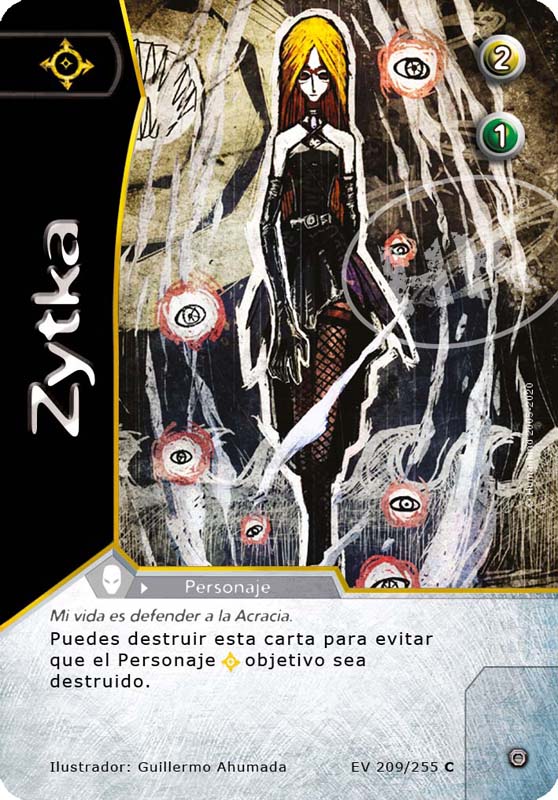 2
1
Zytka
Personaje
Mi vida es defender a la Acracia.
Puedes destruir esta carta para evitar
que el Personaje objetivo sea
destruido.
Ilustrador: Guillermo Ahumada
EV 209/255 C